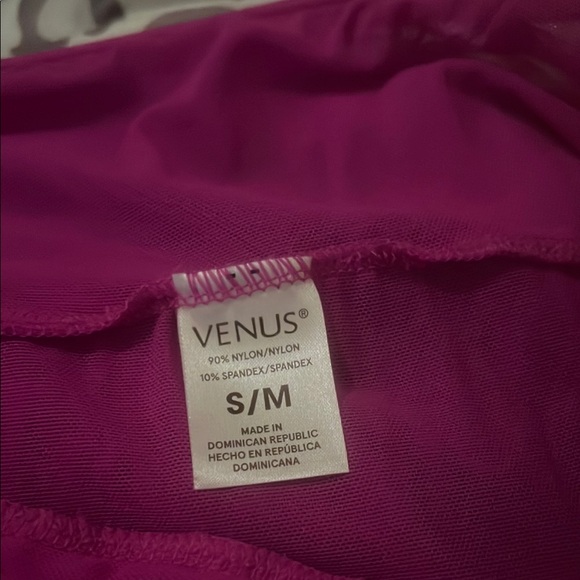 VENUS®
90% NYLON/NYLON
10% SPANDEX/SPANDEX
S/M
MADE IN
DOMINICAN REPUBLIC
HECHO EN REPÚBLICA
DOMINICANA